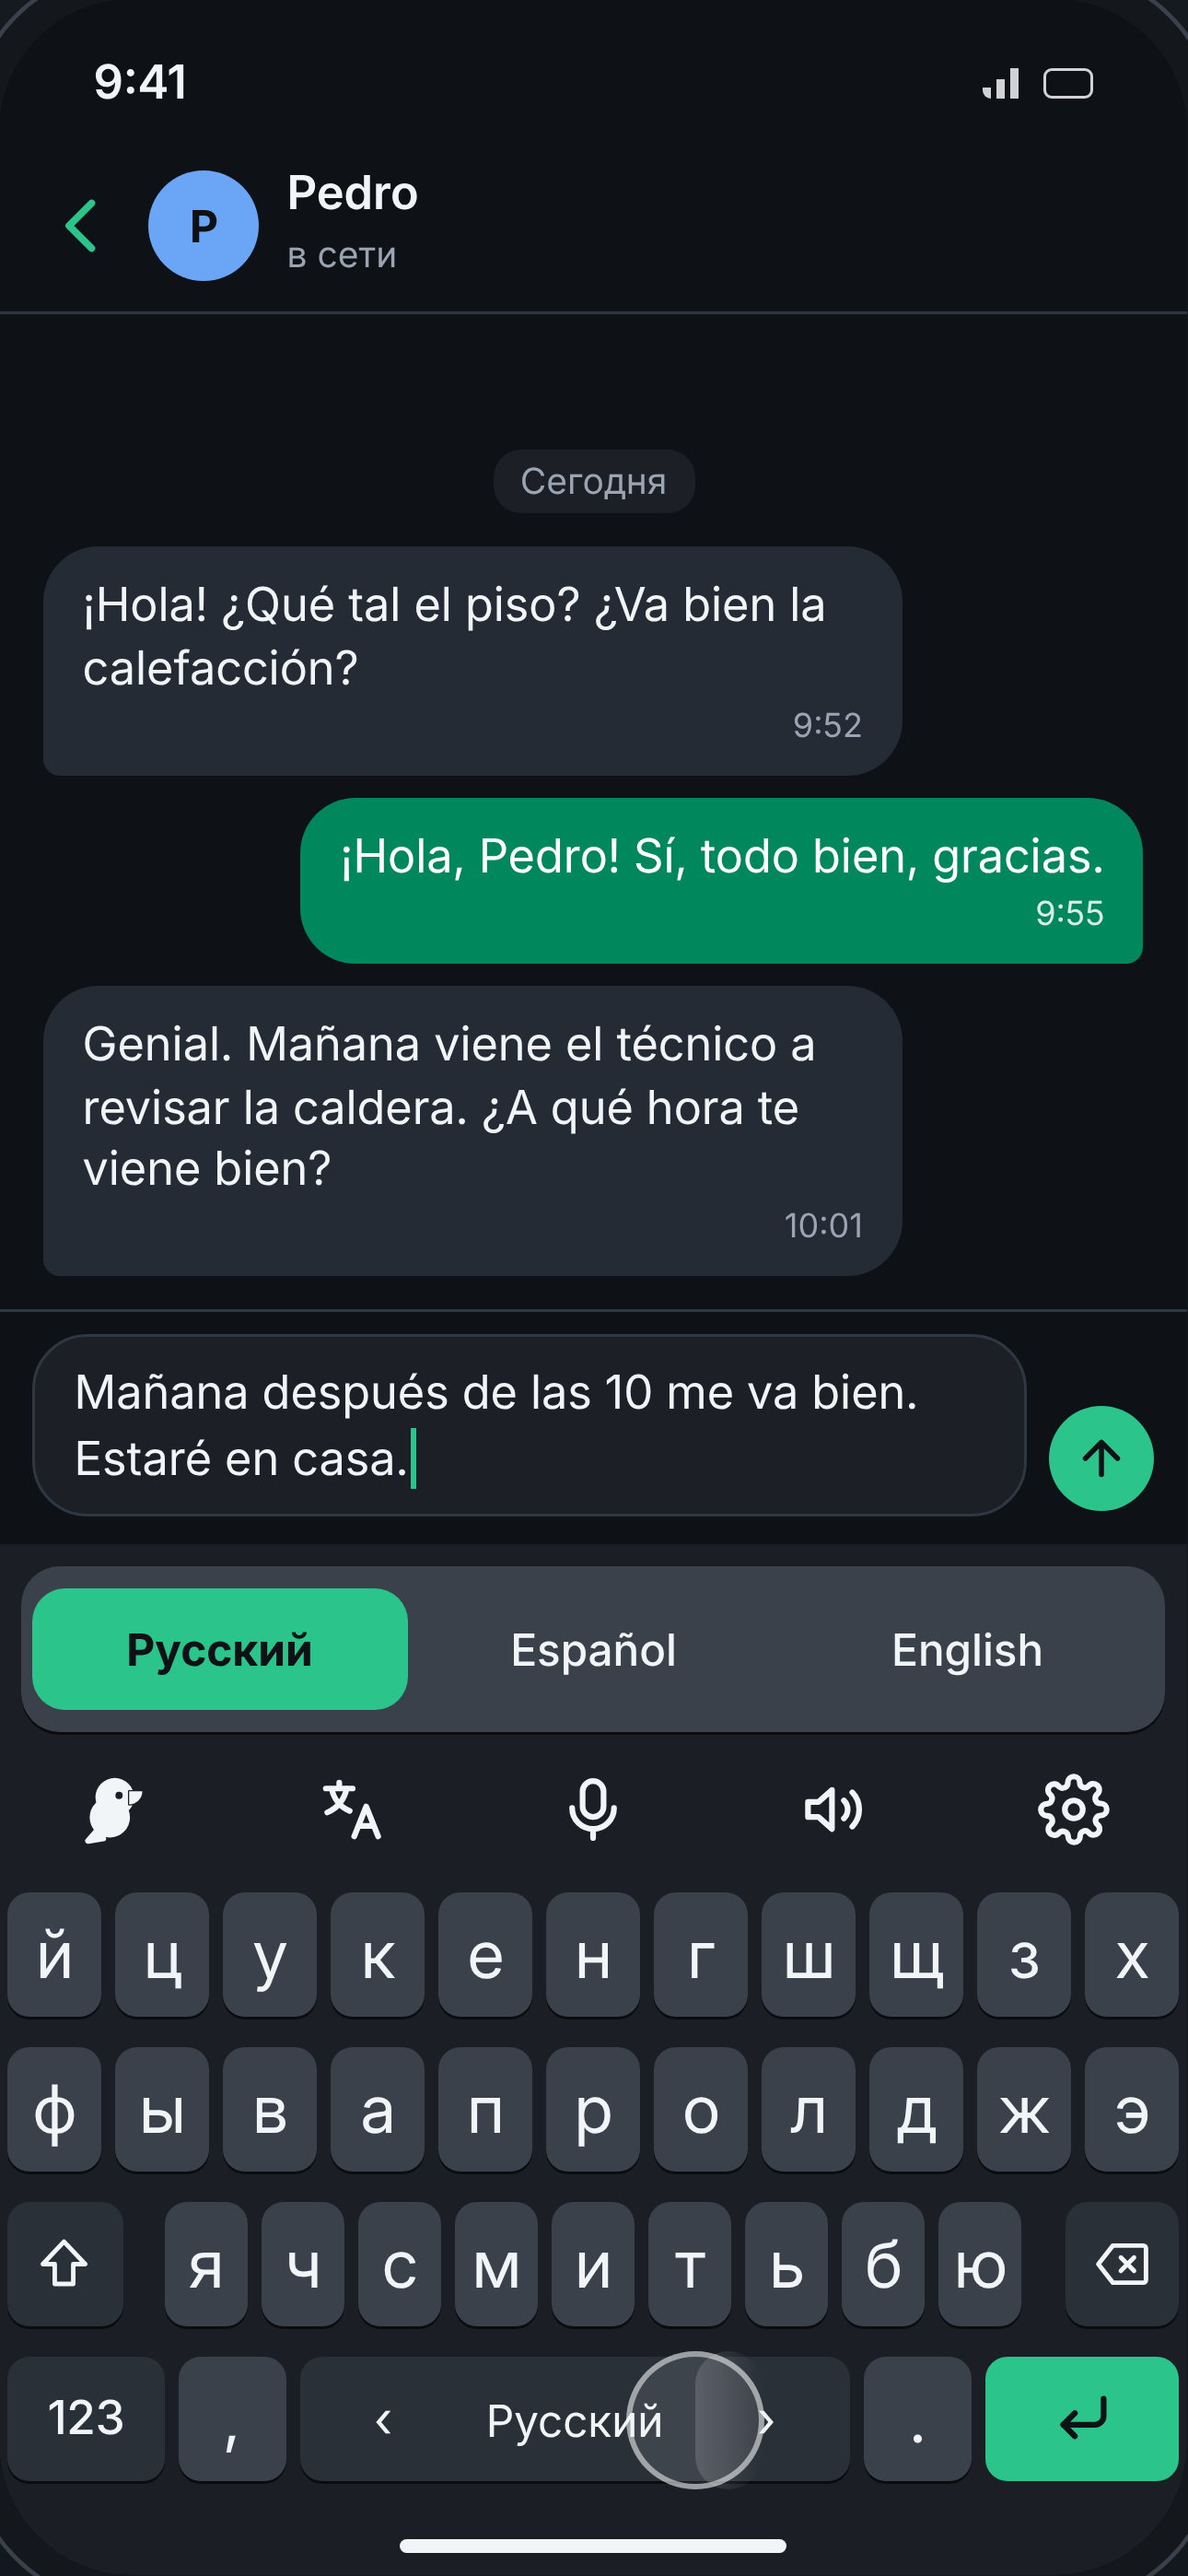 9:41
P
Pedro
в сети
Сегодня
¡Hola! ¿Qué tal el piso? ¿Va bien la
calefacción?
9:52
¡Hola, Pedro! Sí, todo bien, gracias.
9:55
Genial. Mañana viene el técnico a
revisar la caldera. ¿A qué hora te
viene bien?
10:01
Mañana después de las 10 me va bien.
Estaré en casa.
Русский Español English
й ц у к е н г ш щ з х
ф ы в а п р о л д ж э
я ч с м и т ь б ю
123 , ‹ Русский › .